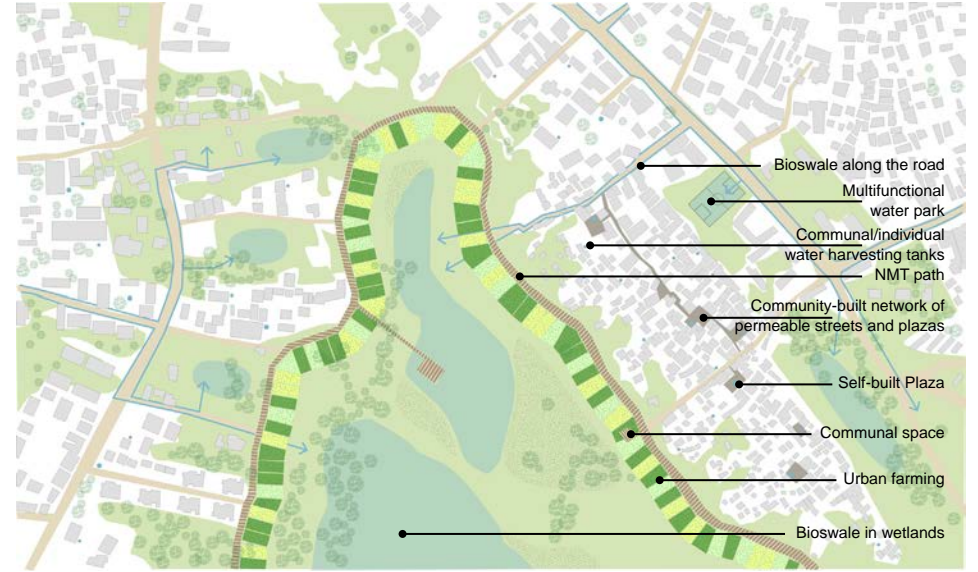 Bioswale along the road
Multifunctional
water park
Communal/individual
water harvesting tanks
NMT path
Community-built network of
permeable streets and plazas
Self-built Plaza
Communal space
Urban farming
Bioswale in wetlands